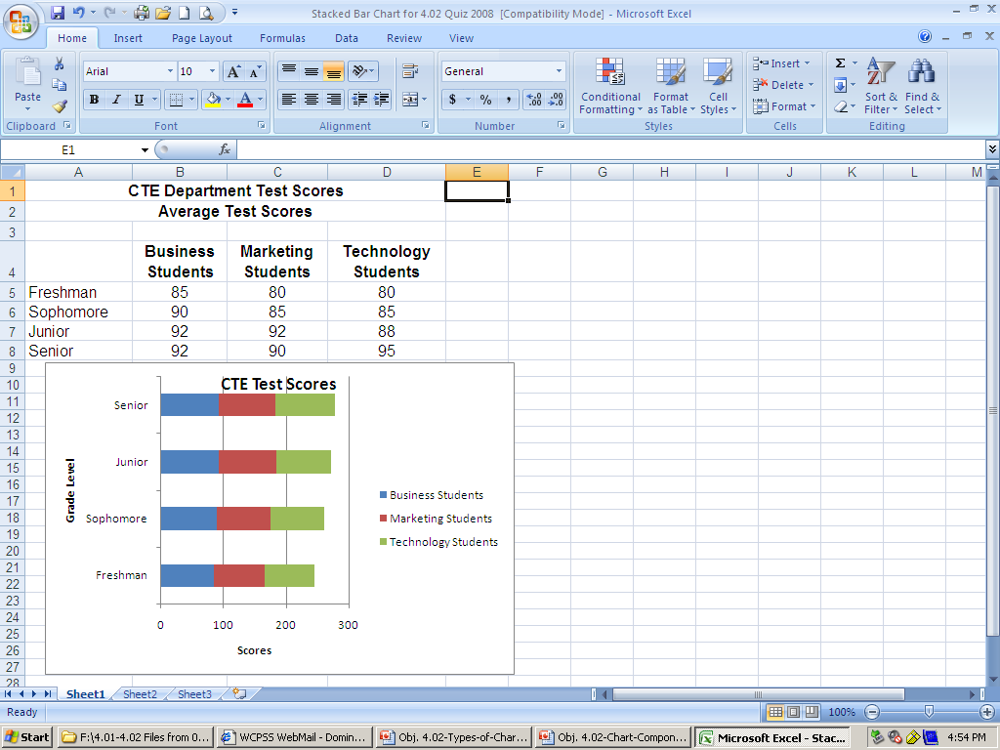 Stacked Bar Chart for 4.02 Quiz 2008 [Compatibility Mode] - Microsoft Excel
Home Insert Page Layout Formulas Data Review View
Paste
Clipboard
Arial 10 A A
B I U A
Font
Alignment
General
$ % , .00 .00
Number
Conditional Formatting
Format as Table
Cell Styles
Styles
Insert
Delete
Format
Cells
Σ
Sort & Filter
Find & Select
Editing
E1 fx
A B C D E F G H I J K L M
1 CTE Department Test Scores
2 Average Test Scores
3
Business Marketing Technology
4 Students Students Students
5 Freshman 85 80 80
6 Sophomore 90 85 85
7 Junior 92 92 88
8 Senior 92 90 95
9
10
11
12
13
14
15
16
17
18
19
20
21
22
23
24
25
26
27
28
CTE Test Scores
Grade Level
Senior
Junior
Sophomore
Freshman
0 100 200 300
Scores
Business Students
Marketing Students
Technology Students
Sheet1 Sheet2 Sheet3
Ready 100%
Start F:\4.01-4.02 Files from 0... WCPSS WebMail - Domin... Obj. 4.02-Types-of-Char... Obj. 4.02-Chart-Compon... Microsoft Excel - Stac... 4:54 PM